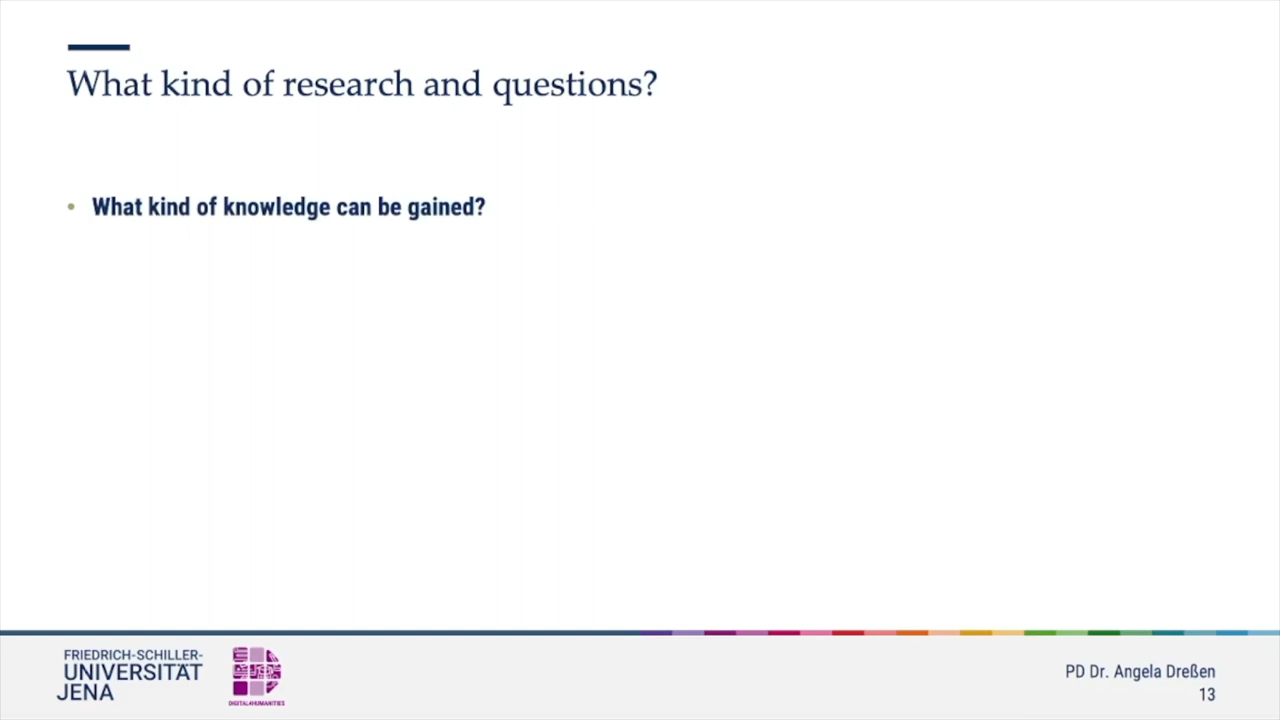 What kind of research and questions?
• What kind of knowledge can be gained?
FRIEDRICH-SCHILLER-
UNIVERSITÄT
JENA
DIGITAL4HUMANITIES
PD Dr. Angela Dreßen
13